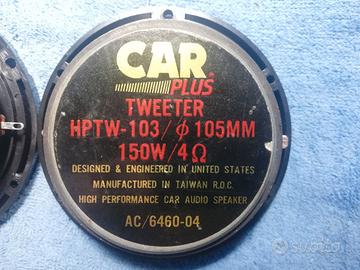 CAR
PLUS®
TWEETER
HPTW-103/ϕ105MM
150W/4Ω
DESIGNED & ENGINEERED IN UNITED STATES
MANUFACTURED IN TAIWAN R.O.C.
HIGH PERFORMANCE CAR AUDIO SPEAKER
AC/6460-04
subito